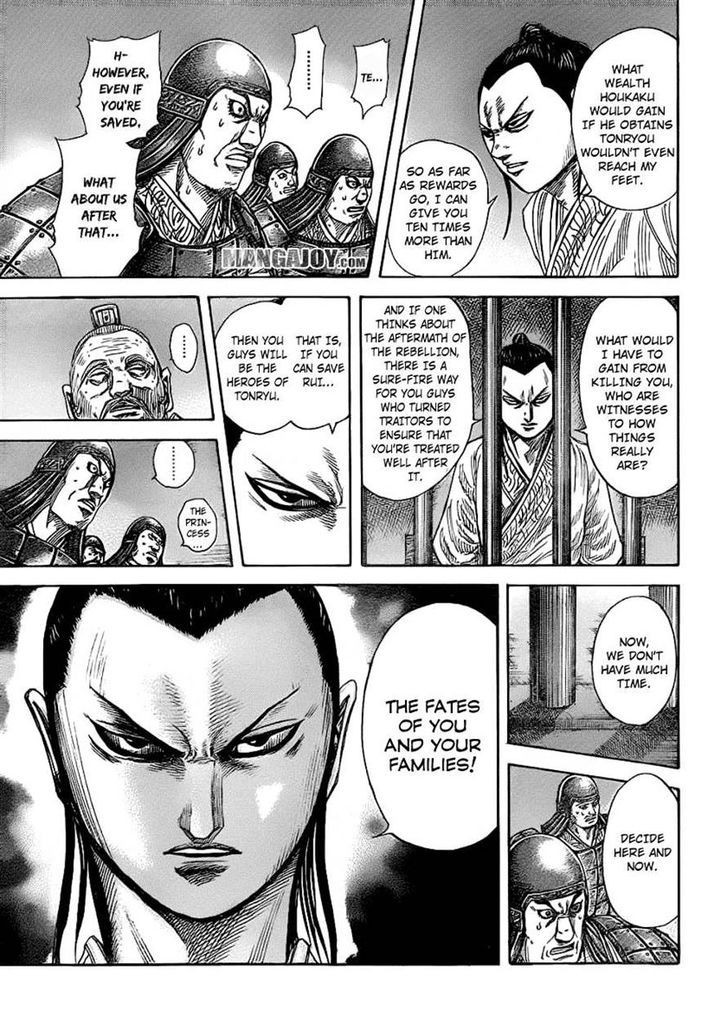 WHAT
WEALTH
HOUKAKU
WOULD GAIN
IF HE OBTAINS
TONRYOU
WOULDN'T EVEN
REACH MY
FEET.
SO AS FAR
AS REWARDS
GO, I CAN
GIVE YOU
TEN TIMES
MORE THAN
HIM.
TE...
......
H-
HOWEVER,
EVEN IF
YOU'RE
SAVED.
WHAT
ABOUT US
AFTER
THAT...
MANGAJOY.COM
WHAT WOULD
I HAVE TO
GAIN FROM
KILLING YOU,
WHO ARE
WITNESSES
TO HOW
THINGS
REALLY
ARE?
AND IF ONE
THINKS ABOUT
THE AFTERMATH OF
THE REBELLION,
THERE IS A
SURE-FIRE WAY
FOR YOU GUYS
WHO TURNED
TRAITORS TO
ENSURE THAT
YOU'RE TREATED
WELL AFTER
IT.
THAT IS,
IF YOU
CAN SAVE
RUI...
THEN YOU
GUYS WILL
BE THE
HEROES OF
TONRYU.
......
......
THE
PRIN-
CESS
...
NOW,
WE DON'T
HAVE MUCH
TIME.
DECIDE
HERE AND
NOW.
THE FATES
OF YOU
AND YOUR
FAMILIES!